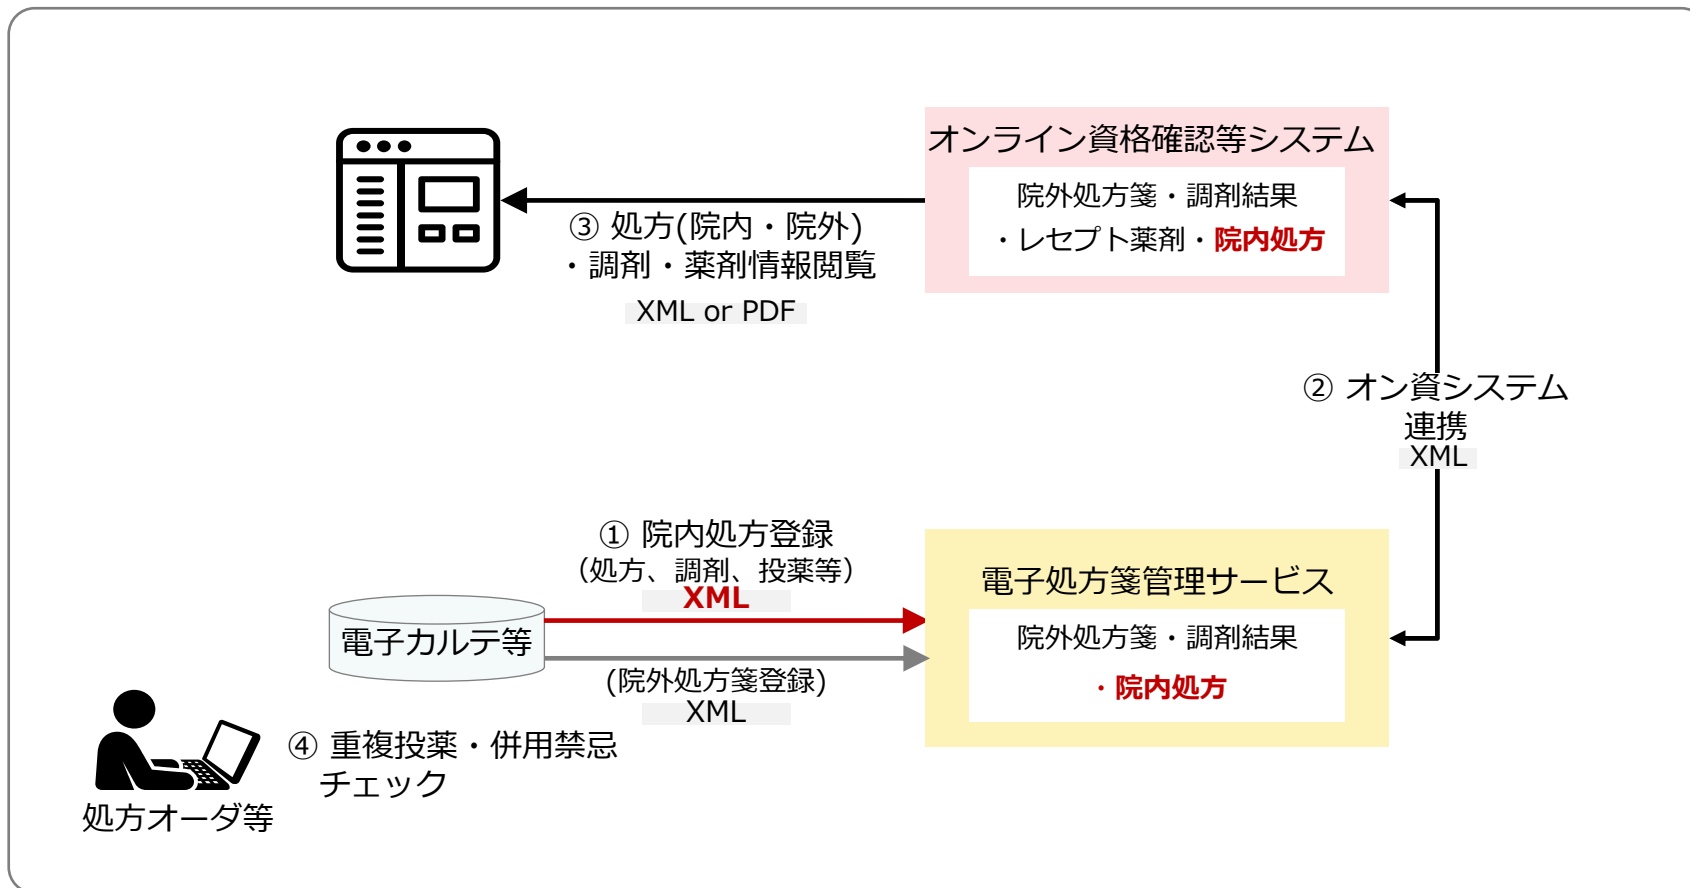 オンライン資格確認等システム
院外処方箋・調剤結果
・レセプト薬剤・院内処方
③ 処方(院内・院外)
・調剤・薬剤情報閲覧
XML or PDF
② オン資システム
連携
XML
① 院内処方登録
（処方、調剤、投薬等）
XML
電子カルテ等
(院外処方箋登録)
XML
電子処方箋管理サービス
院外処方箋・調剤結果
・院内処方
④ 重複投薬・併用禁忌
チェック
処方オーダ等